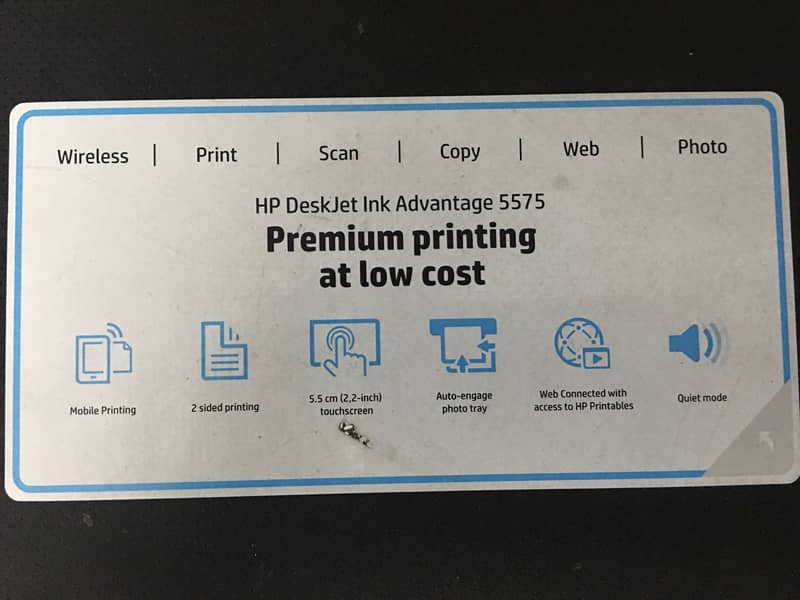 Wireless | Print | Scan | Copy | Web | Photo
HP DeskJet Ink Advantage 5575
Premium printing
at low cost
Mobile Printing
2 sided printing
5.5 cm (2,2-inch)
touchscreen
Auto-engage
photo tray
Web Connected with
access to HP Printables
Quiet mode